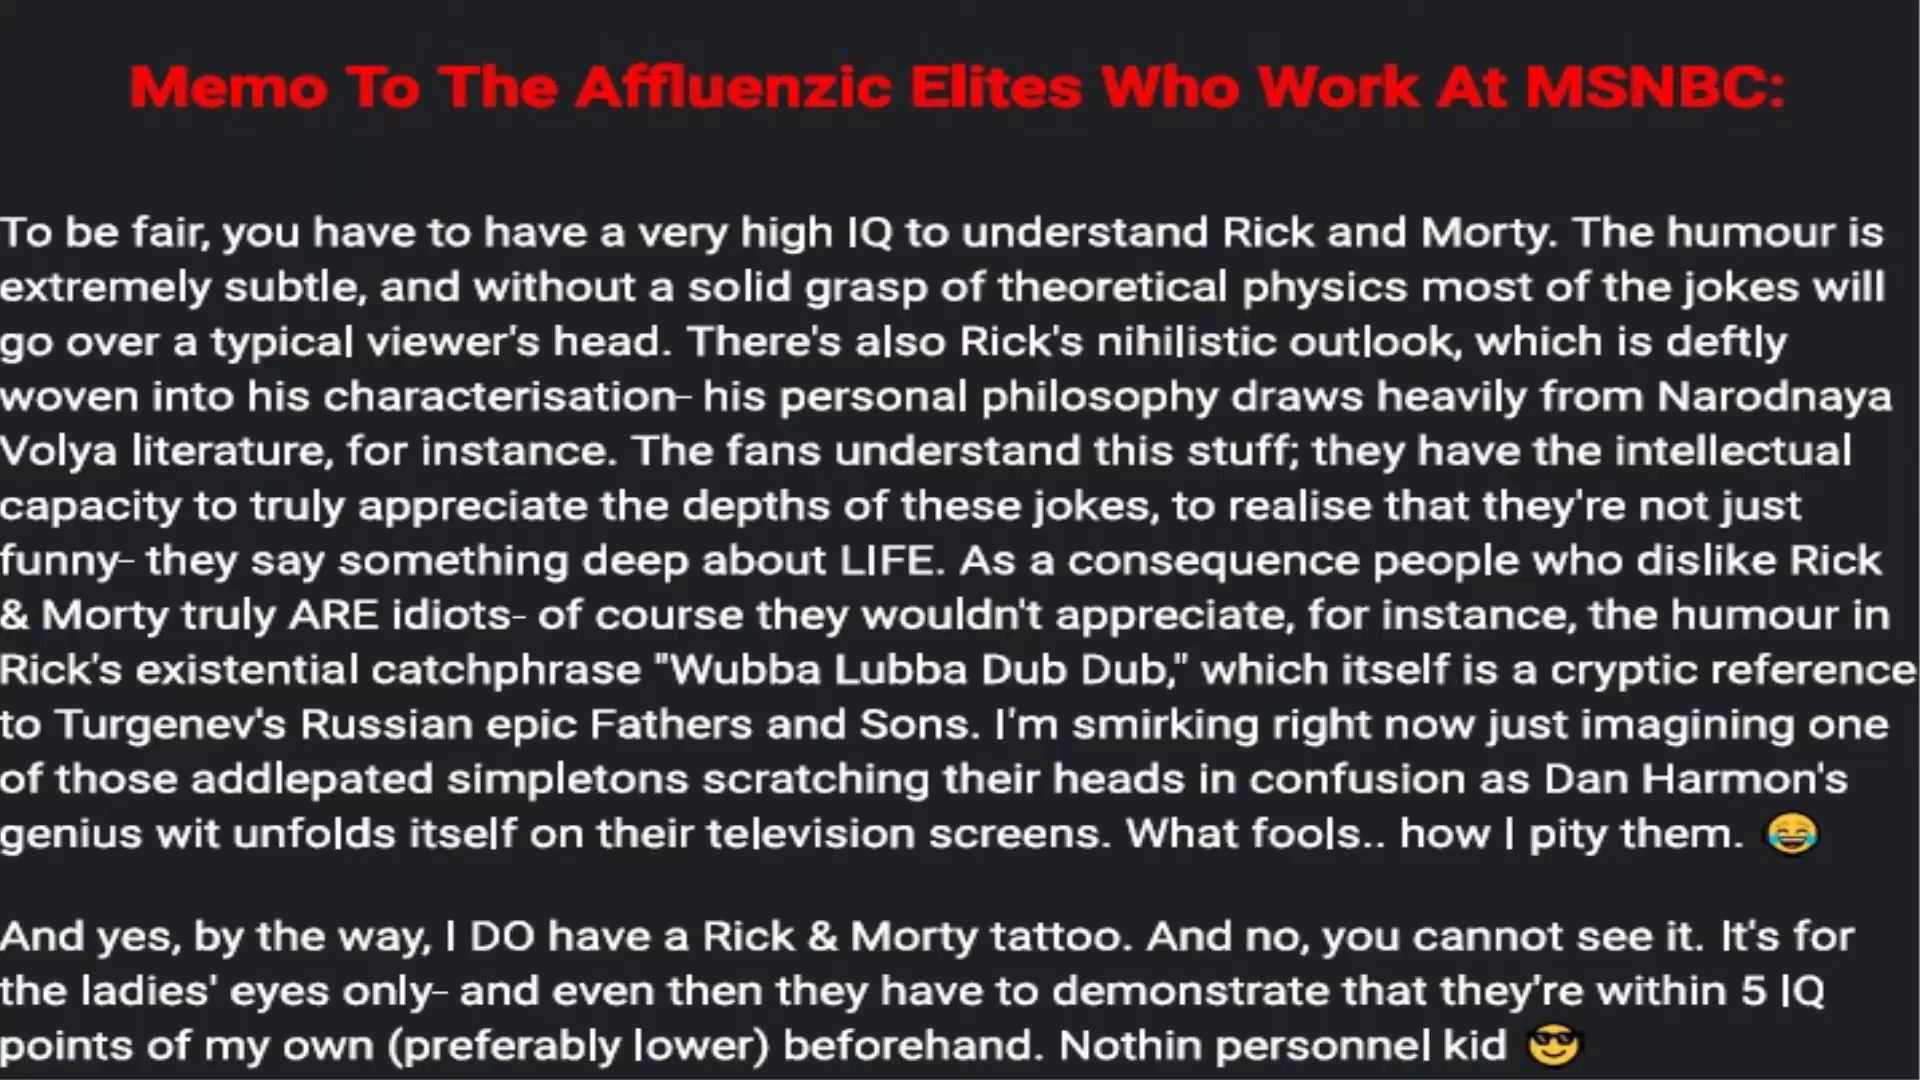 Memo To The Affluenzic Elites Who Work At MSNBC:
To be fair, you have to have a very high IQ to understand Rick and Morty. The humour is
extremely subtle, and without a solid grasp of theoretical physics most of the jokes will
go over a typical viewer's head. There's also Rick's nihilistic outlook, which is deftly
woven into his characterisation- his personal philosophy draws heavily from Narodnaya
Volya literature, for instance. The fans understand this stuff; they have the intellectual
capacity to truly appreciate the depths of these jokes, to realise that they're not just
funny- they say something deep about LIFE. As a consequence people who dislike Rick
& Morty truly ARE idiots- of course they wouldn't appreciate, for instance, the humour in
Rick's existential catchphrase "Wubba Lubba Dub Dub," which itself is a cryptic reference
to Turgenev's Russian epic Fathers and Sons. I'm smirking right now just imagining one
of those addlepated simpletons scratching their heads in confusion as Dan Harmon's
genius wit unfolds itself on their television screens. What fools.. how I pity them. 😂
And yes, by the way, I DO have a Rick & Morty tattoo. And no, you cannot see it. It's for
the ladies' eyes only- and even then they have to demonstrate that they're within 5 IQ
points of my own (preferably lower) beforehand. Nothin personnel kid 😎